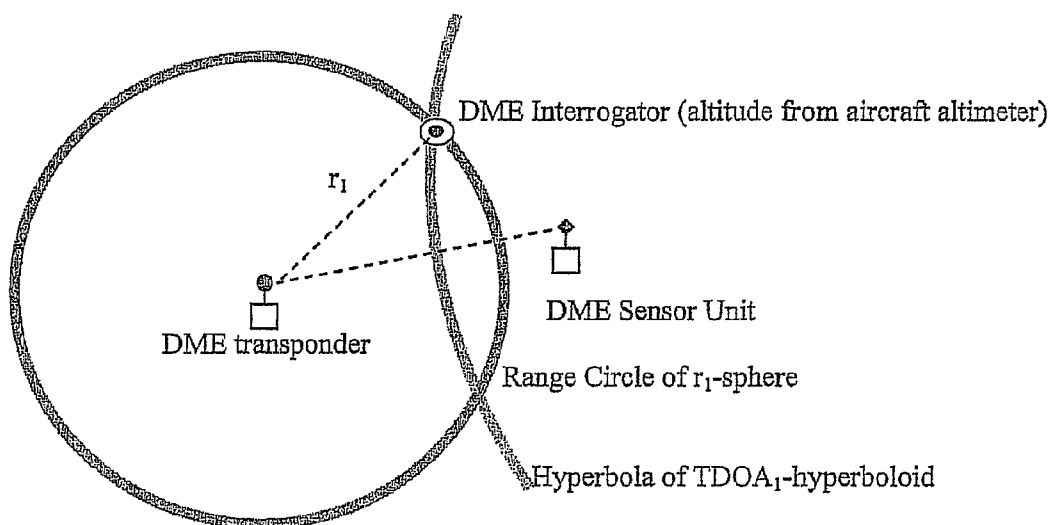 DME Interrogator (altitude from aircraft altimeter)
r₁
DME Sensor Unit
DME transponder
Range Circle of r₁-sphere
Hyperbola of TDOA₁-hyperboloid